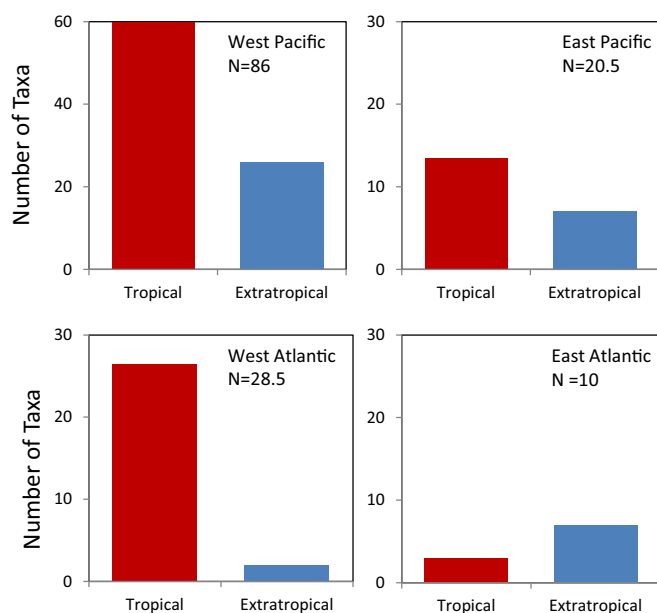 West Pacific
N=86
Number of Taxa
60
40
20
0
Tropical Extratropical
East Pacific
N=20.5
30
20
10
0
Tropical Extratropical
West Atlantic
N=28.5
Number of Taxa
30
20
10
0
Tropical Extratropical
East Atlantic
N =10
30
20
10
0
Tropical Extratropical